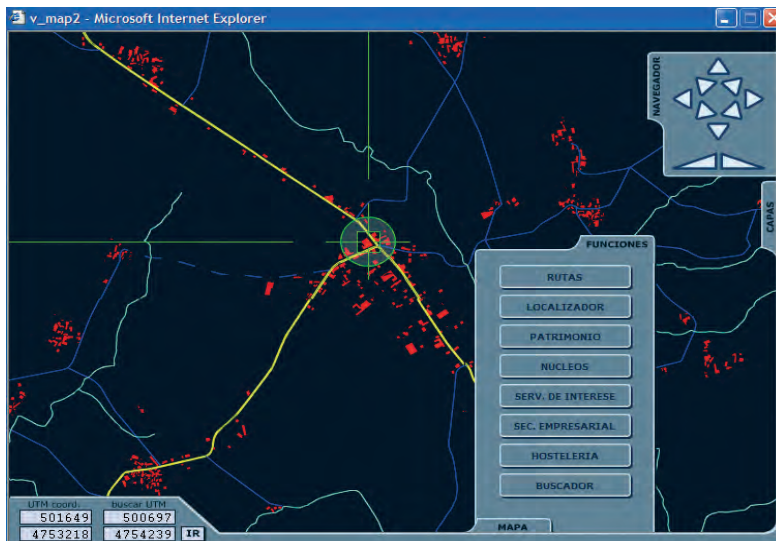 v_map2 - Microsoft Internet Explorer
NAVEGADOR
CAPAS
FUNCIONES
RUTAS
LOCALIZADOR
PATRIMONIO
NUCLEOS
SERV. DE INTERESE
SEC. EMPRESARIAL
HOSTELERIA
BUSCADOR
MAPA
UTM coord. buscar UTM
501649 500697
4753218 4754239 IR